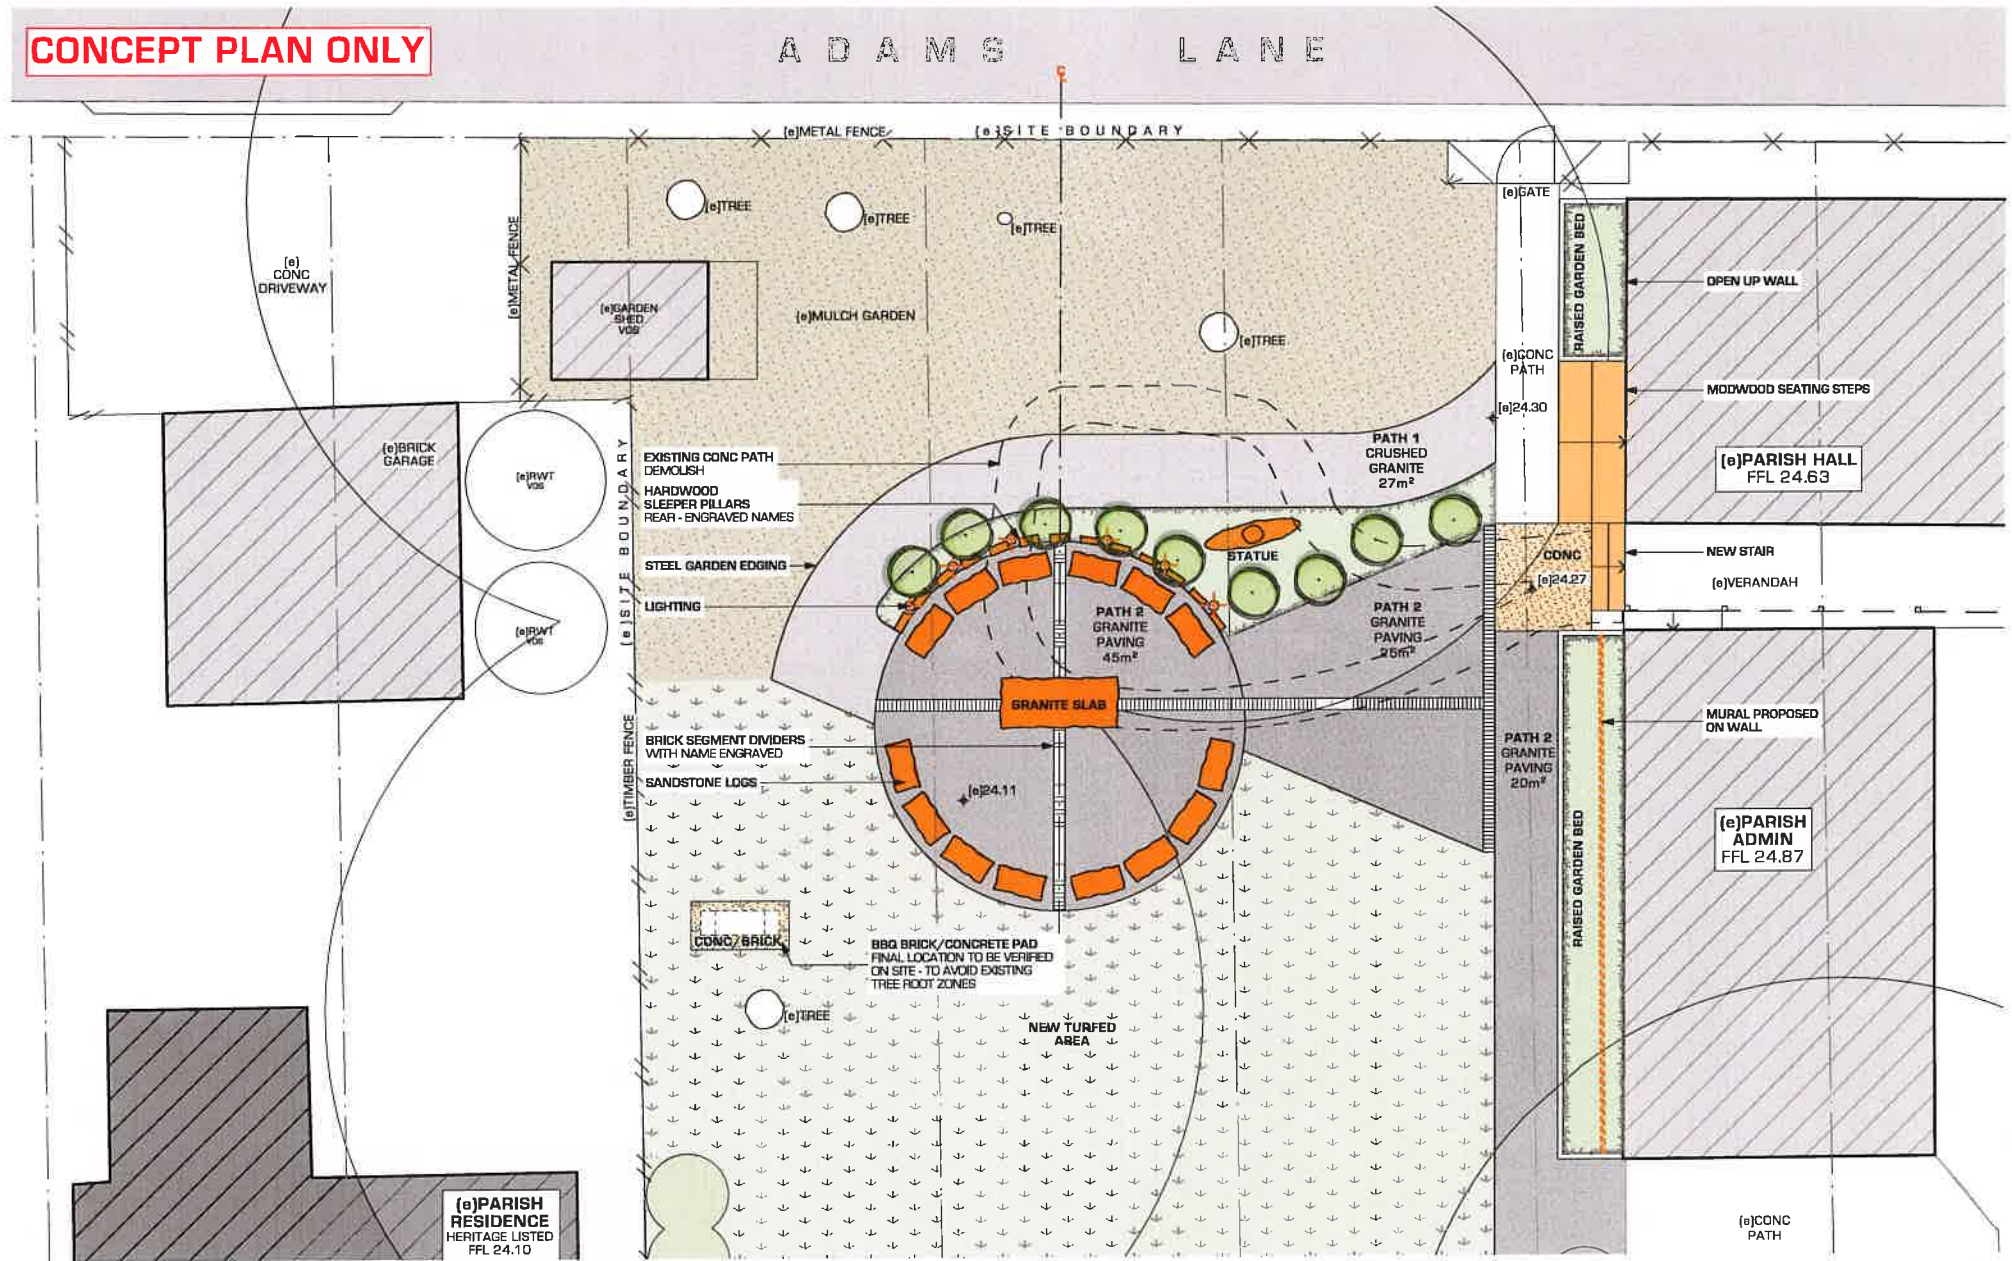 CONCEPT PLAN ONLY
ADAMS LANE
(e)METAL FENCE
(e)SITE BOUNDARY
(e)TREE
(e)TREE
(e)TREE
(e)GATE
(e)METAL FENCE
(e)
CONC
DRIVEWAY
(e)GARDEN
SHED
VOS
(e)MULCH GARDEN
(e)TREE
RAISED GARDEN BED
OPEN UP WALL
(e)CONC
PATH
MODWOOD SEATING STEPS
(e)24.30
(e)BRICK
GARAGE
(e)RWT
VOS
(e)SITE BOUNDARY
EXISTING CONC PATH
DEMOLISH
HARDWOOD
SLEEPER PILLARS
REAR - ENGRAVED NAMES
PATH 1
CRUSHED
GRANITE
27m²
(e)PARISH HALL
FFL 24.63
STATUE
STEEL GARDEN EDGING
CONC
NEW STAIR
(e)24.27
(e)VERANDAH
LIGHTING
PATH 2
GRANITE
PAVING
45m²
PATH 2
GRANITE
PAVING
25m²
(e)RWT
VOS
GRANITE SLAB
(e)TIMBER FENCE
BRICK SEGMENT DIVIDERS
WITH NAME ENGRAVED
SANDSTONE LOGS
(e)24.11
PATH 2
GRANITE
PAVING
20m²
MURAL PROPOSED
ON WALL
RAISED GARDEN BED
(e)PARISH
ADMIN
FFL 24.87
CONC/BRICK
BBQ BRICK/CONCRETE PAD
FINAL LOCATION TO BE VERIFIED
ON SITE - TO AVOID EXISTING
TREE ROOT ZONES
(e)TREE
NEW TURFED
AREA
(e)PARISH
RESIDENCE
HERITAGE LISTED
FFL 24.10
(e)CONC
PATH